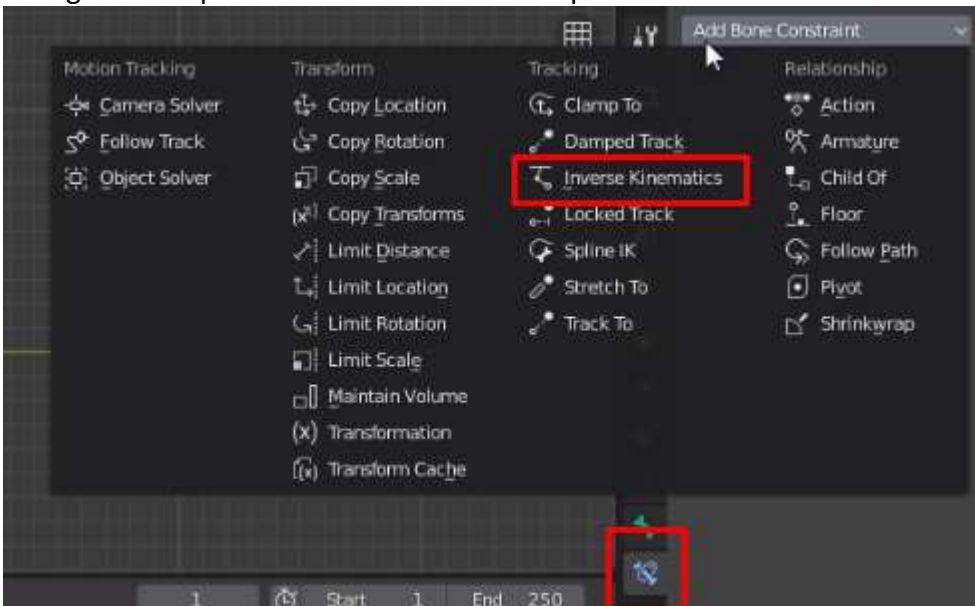 Add Bone Constraint
Motion Tracking Transform Tracking Relationship
Camera Solver Copy Location Clamp To Action
Follow Track Copy Rotation Damped Track Armature
Object Solver Copy Scale Inverse Kinematics Child Of
Copy Transforms Locked Track Floor
Limit Distance Spline IK Follow Path
Limit Location Stretch To Pivot
Limit Rotation Track To Shrinkwrap
Limit Scale
Maintain Volume
Transformation
Transform Cache
1 Start 1 End 250